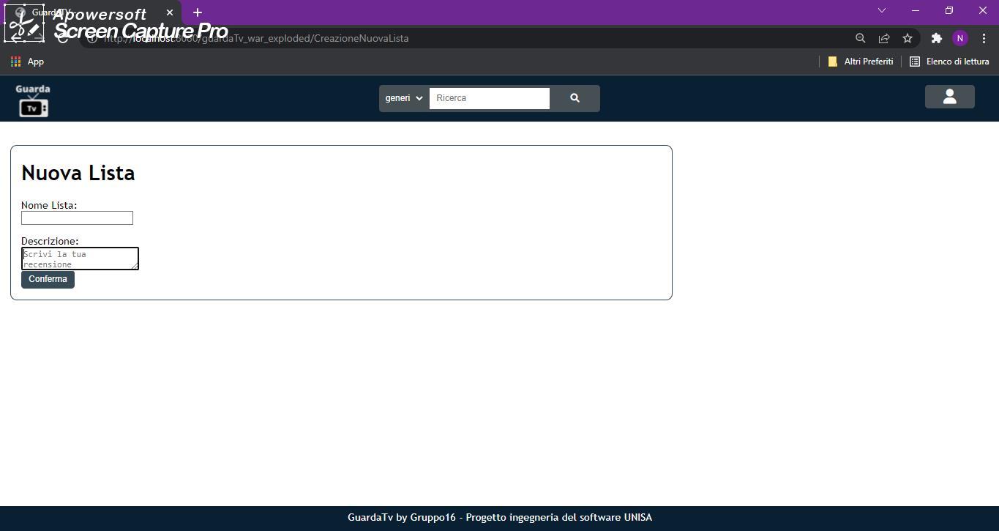 GuardaTV
Apowersoft
Screen Capture Pro
http://localhost:8080/guardaTv_war_exploded/CreazioneNuovaLista
N
App
Altri Preferiti
Elenco di lettura
Guarda
Tv
generi
Ricerca
Nuova Lista
Nome Lista:
Descrizione:
Scrivi la tua
recensione
Conferma
GuardaTv by Gruppo16 - Progetto ingegneria del software UNISA